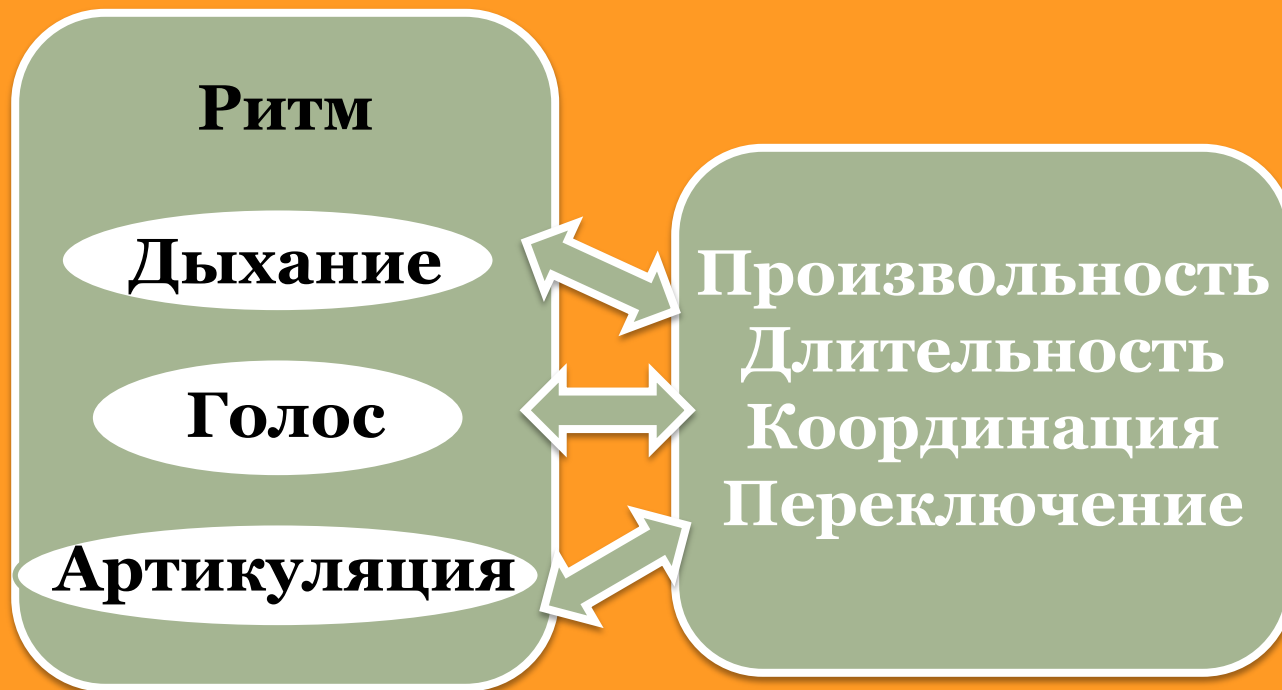 Ритм
Дыхание
Голос
Артикуляция
Произвольность
Длительность
Координация
Переключение